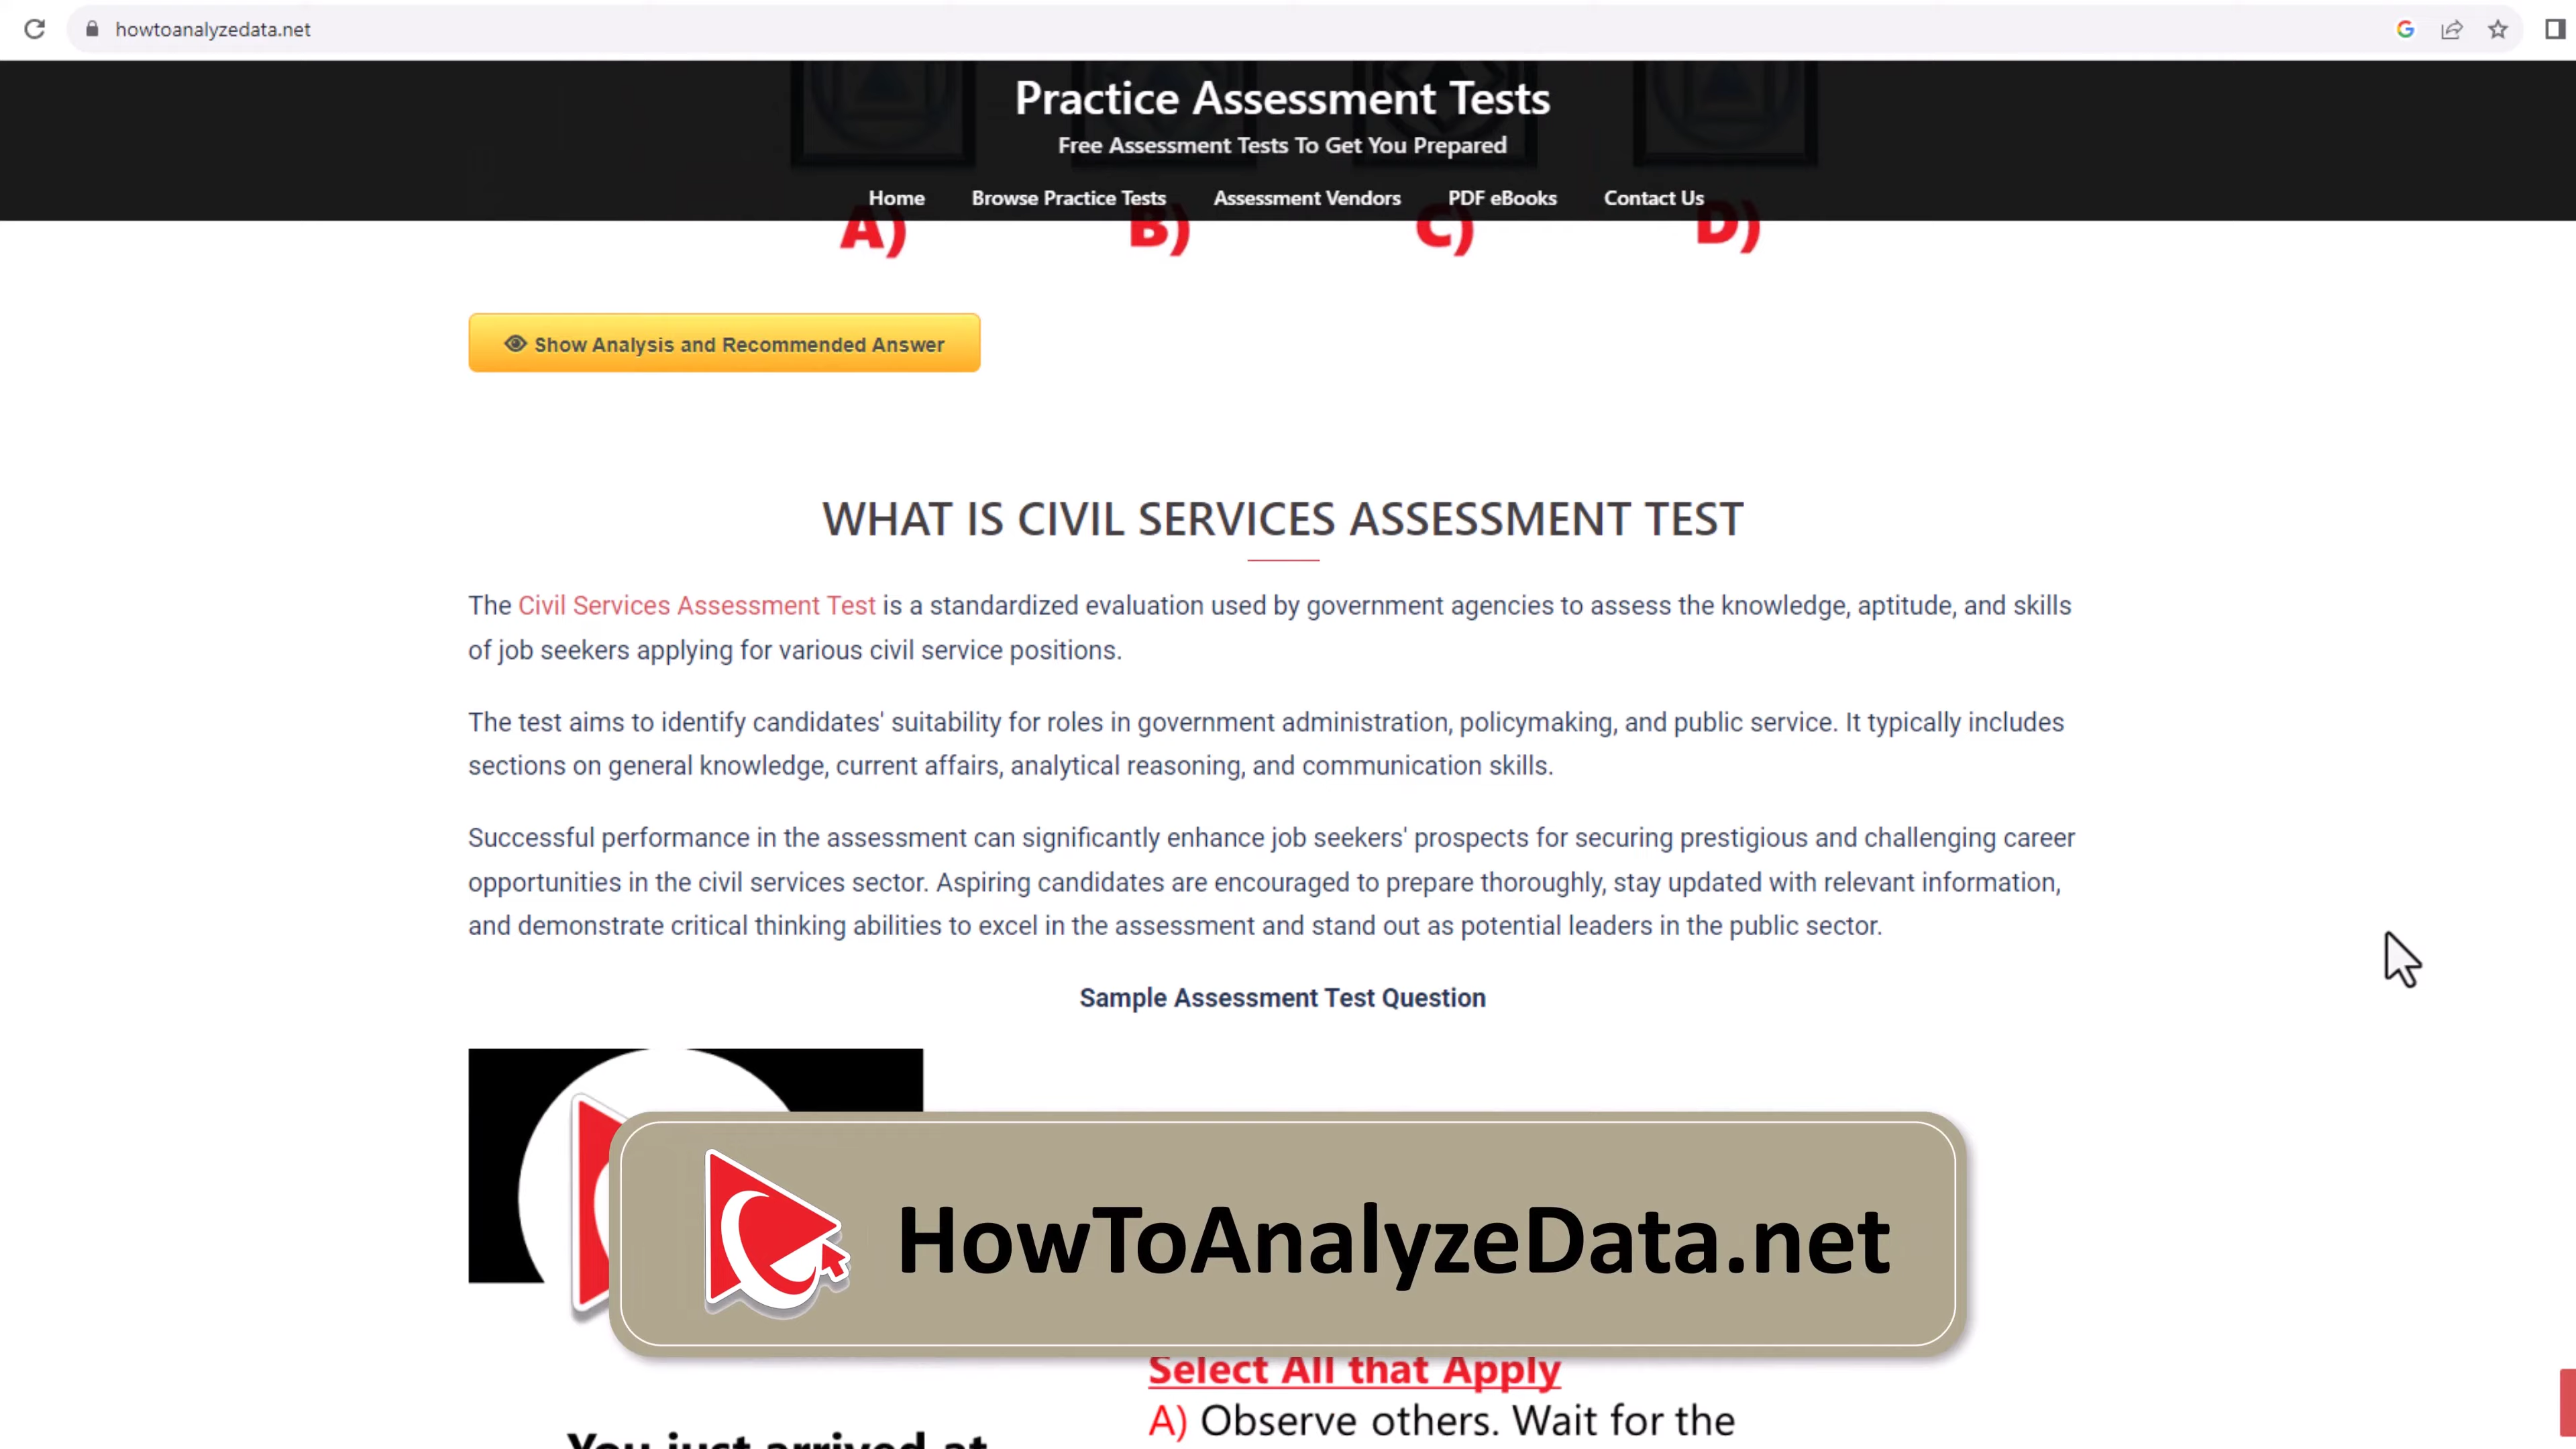 howtoanalyzedata.net
Practice Assessment Tests
Free Assessment Tests To Get You Prepared
Home Browse Practice Tests Assessment Vendors PDF eBooks Contact Us
A) B) C) D)
Show Analysis and Recommended Answer
WHAT IS CIVIL SERVICES ASSESSMENT TEST
The Civil Services Assessment Test is a standardized evaluation used by government agencies to assess the knowledge, aptitude, and skills
of job seekers applying for various civil service positions.
The test aims to identify candidates' suitability for roles in government administration, policymaking, and public service. It typically includes
sections on general knowledge, current affairs, analytical reasoning, and communication skills.
Successful performance in the assessment can significantly enhance job seekers' prospects for securing prestigious and challenging career
opportunities in the civil services sector. Aspiring candidates are encouraged to prepare thoroughly, stay updated with relevant information,
and demonstrate critical thinking abilities to excel in the assessment and stand out as potential leaders in the public sector.
Sample Assessment Test Question
HowToAnalyzeData.net
Select All that Apply
A) Observe others. Wait for the
You just arrived at